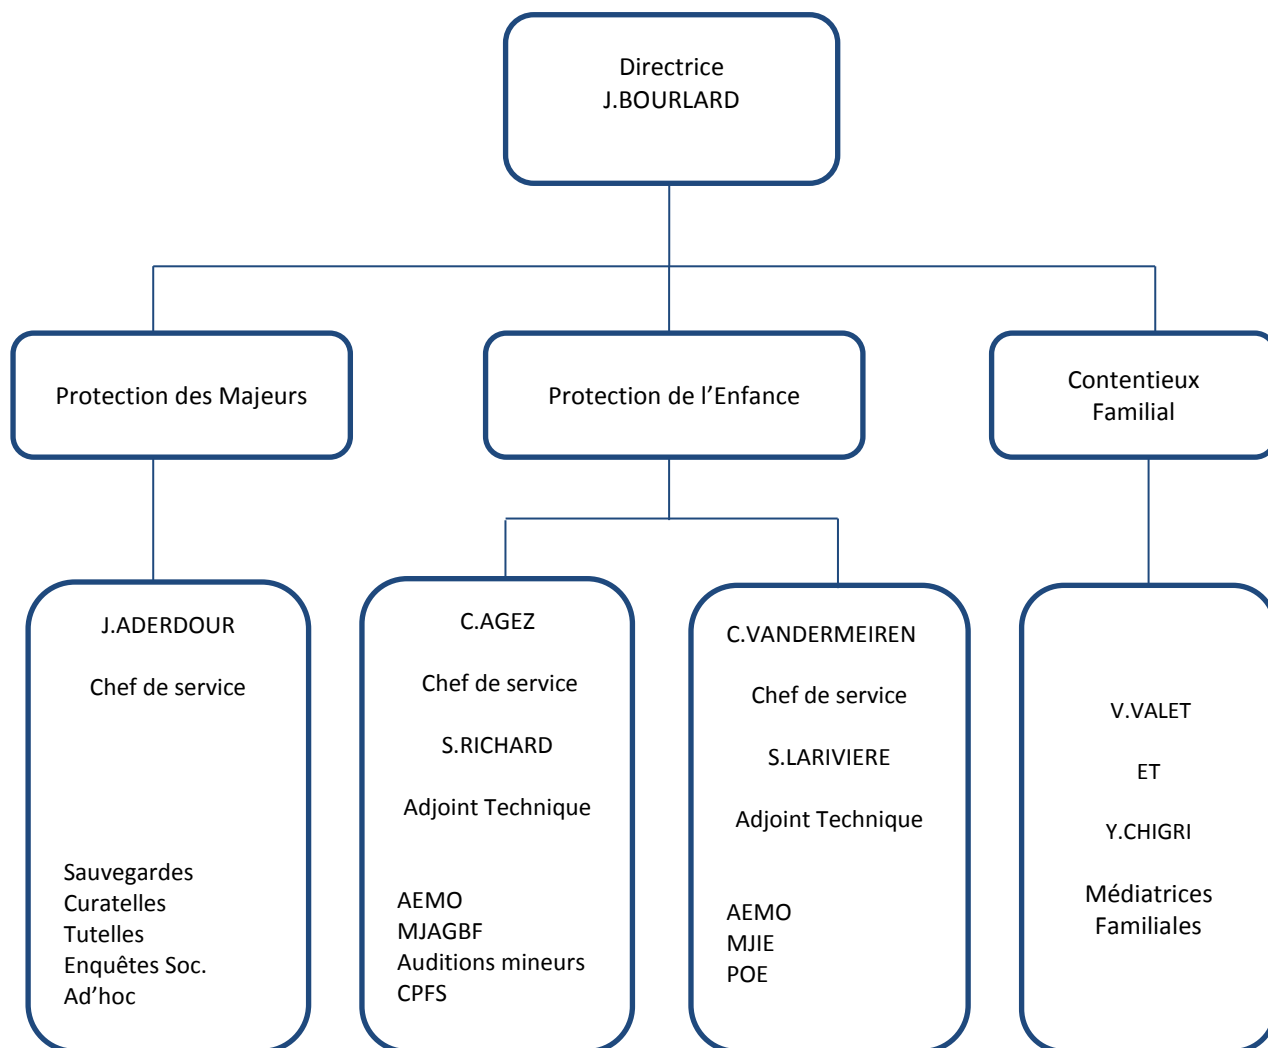 Directrice
J.BOURLARD
Protection des Majeurs
Protection de l’Enfance
Contentieux
Familial
J.ADERDOUR
Chef de service
Sauvegardes
Curatelles
Tutelles
Enquêtes Soc.
Ad’hoc
C.AGEZ
Chef de service
S.RICHARD
Adjoint Technique
AEMO
MJAGBF
Auditions mineurs
CPFS
C.VANDERMEIREN
Chef de service
S.LARIVIERE
Adjoint Technique
AEMO
MJIE
POE
V.VALET
ET
Y.CHIGRI
Médiatrices
Familiales